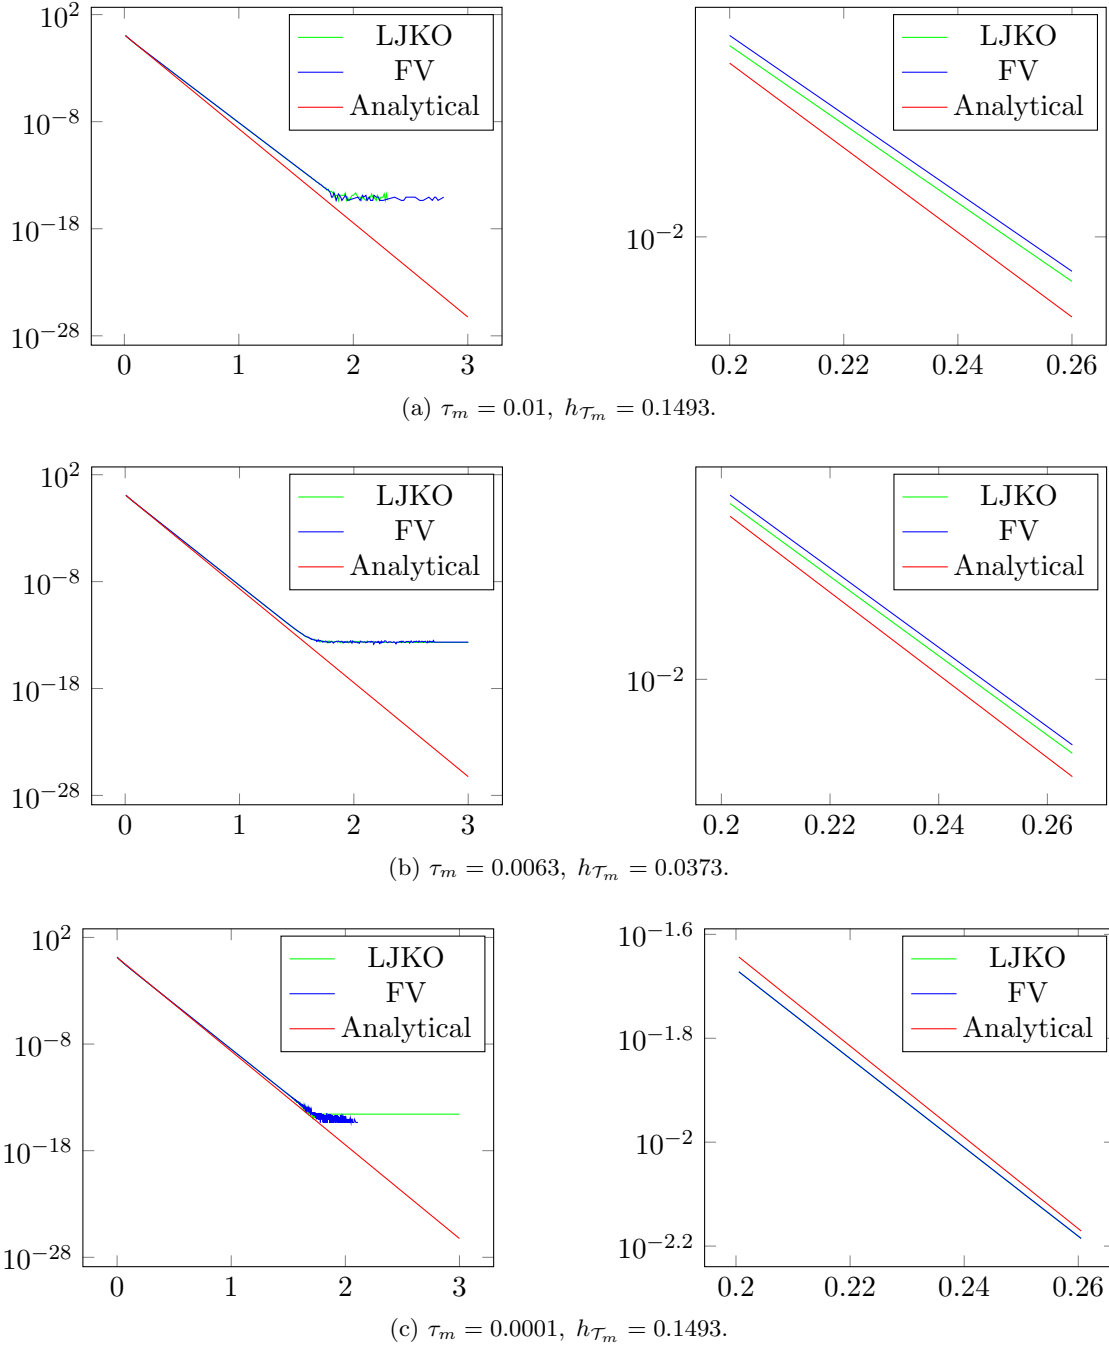 10^2
10^−8
10^−18
10^−28
0 1 2 3
LJKO
FV
Analytical
10^−2
0.2 0.22 0.24 0.26
LJKO
FV
Analytical
(a) τ_m = 0.01, h_{𝒯_m} = 0.1493.
10^2
10^−8
10^−18
10^−28
0 1 2 3
LJKO
FV
Analytical
10^−2
0.2 0.22 0.24 0.26
LJKO
FV
Analytical
(b) τ_m = 0.0063, h_{𝒯_m} = 0.0373.
10^2
10^−8
10^−18
10^−28
0 1 2 3
LJKO
FV
Analytical
10^−1.6
10^−1.8
10^−2
10^−2.2
0.2 0.22 0.24 0.26
LJKO
FV
Analytical
(c) τ_m = 0.0001, h_{𝒯_m} = 0.1493.